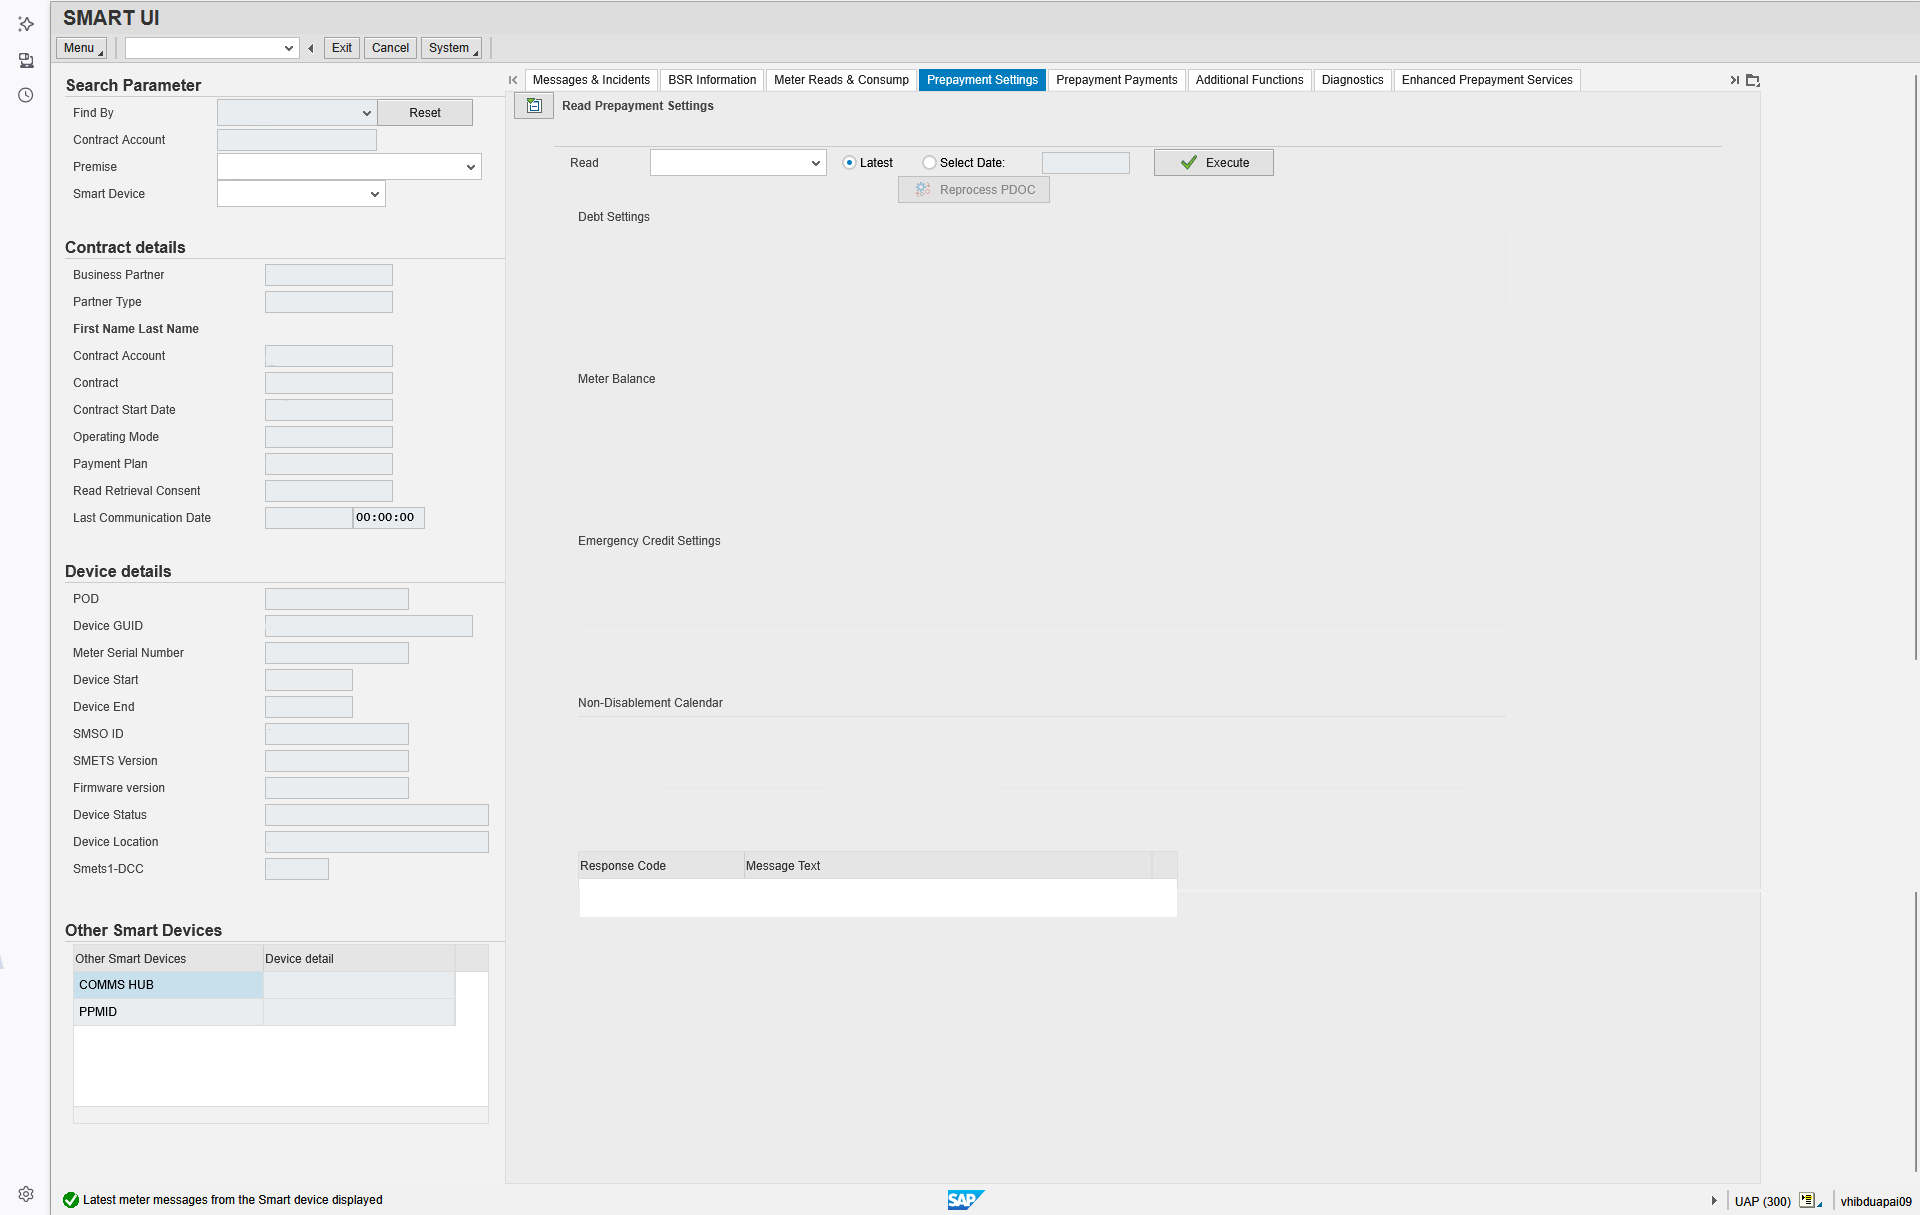 SMART UI
Menu
Exit
Cancel
System
Search Parameter
Find By
Reset
Contract Account
Premise
Smart Device
Contract details
Business Partner
Partner Type
First Name Last Name
Contract Account
Contract
Contract Start Date
Operating Mode
Payment Plan
Read Retrieval Consent
Last Communication Date 00:00:00
Device details
POD
Device GUID
Meter Serial Number
Device Start
Device End
SMSO ID
SMETS Version
Firmware version
Device Status
Device Location
Smets1-DCC
Other Smart Devices
Other Smart Devices Device detail
COMMS HUB
PPMID
Messages & Incidents BSR Information Meter Reads & Consump Prepayment Settings Prepayment Payments Additional Functions Diagnostics Enhanced Prepayment Services
Read Prepayment Settings
Read Latest Select Date: Execute
Reprocess PDOC
Debt Settings
Meter Balance
Emergency Credit Settings
Non-Disablement Calendar
Response Code Message Text
Latest meter messages from the Smart device displayed
SAP
UAP (300)
vhibduapai09